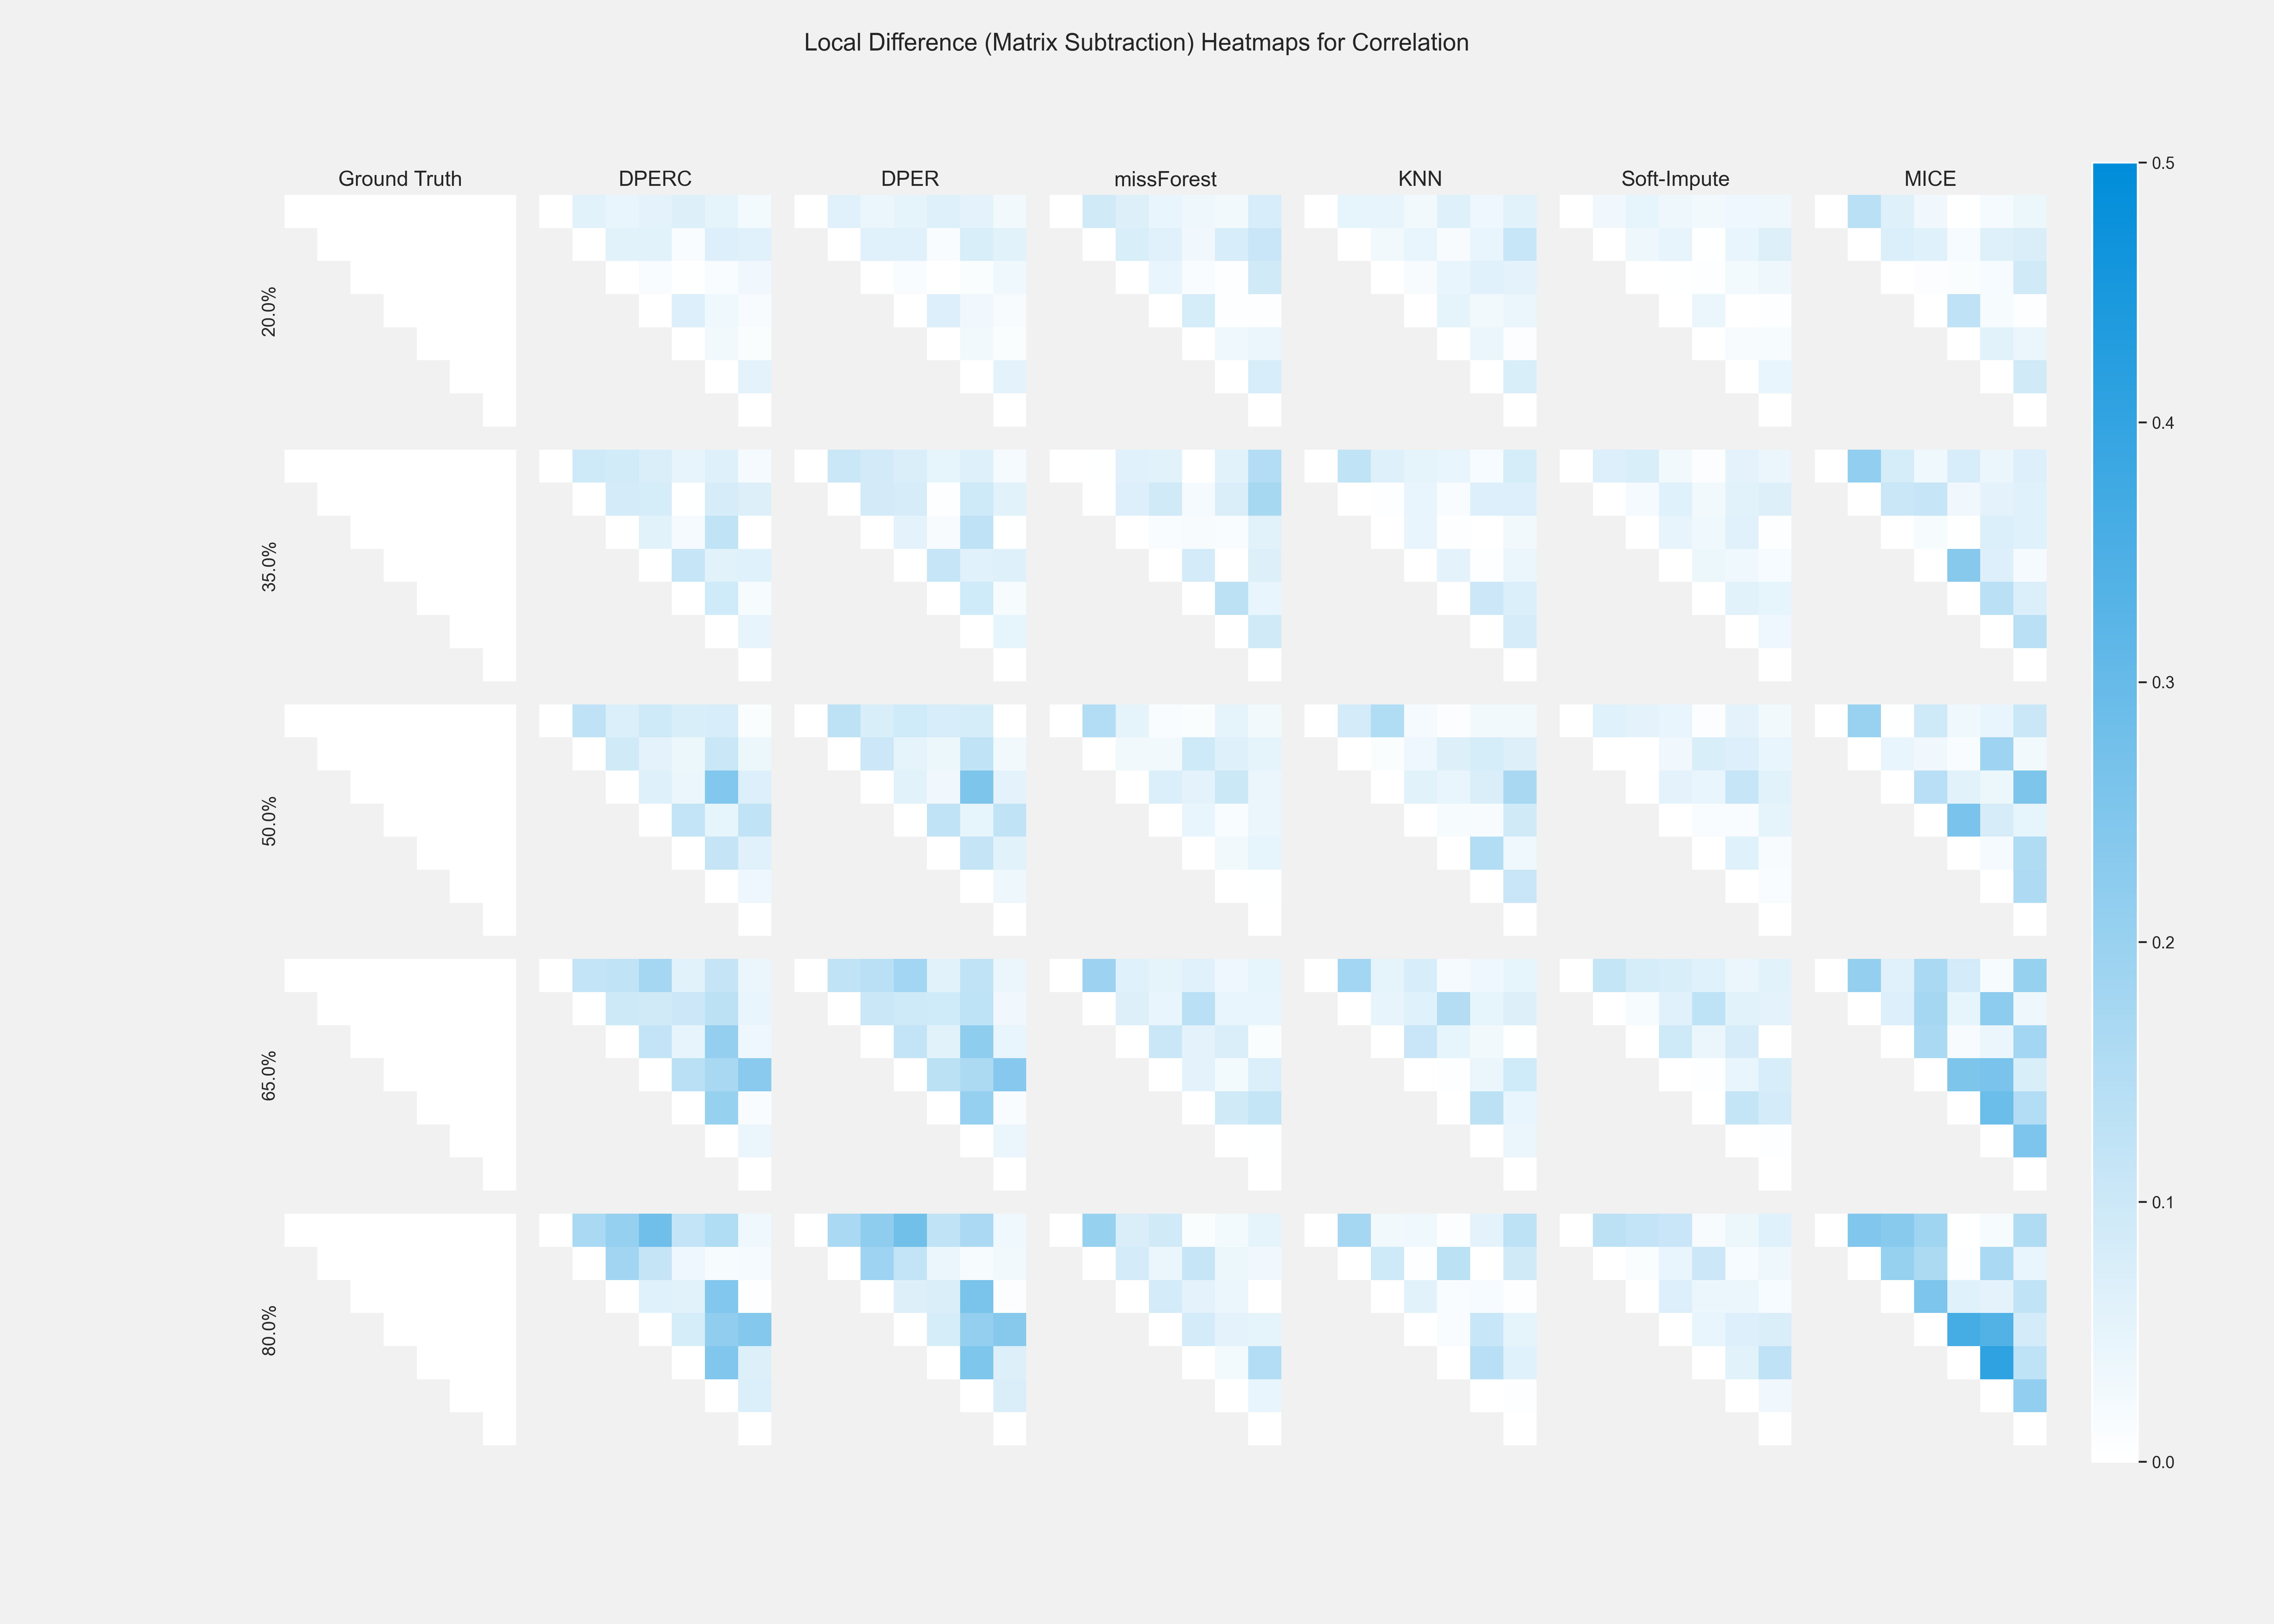 Local Difference (Matrix Subtraction) Heatmaps for Correlation
Ground Truth
DPERC
DPER
missForest
KNN
Soft-Impute
MICE
20.0%
35.0%
50.0%
65.0%
80.0%
0.5
0.4
0.3
0.2
0.1
0.0